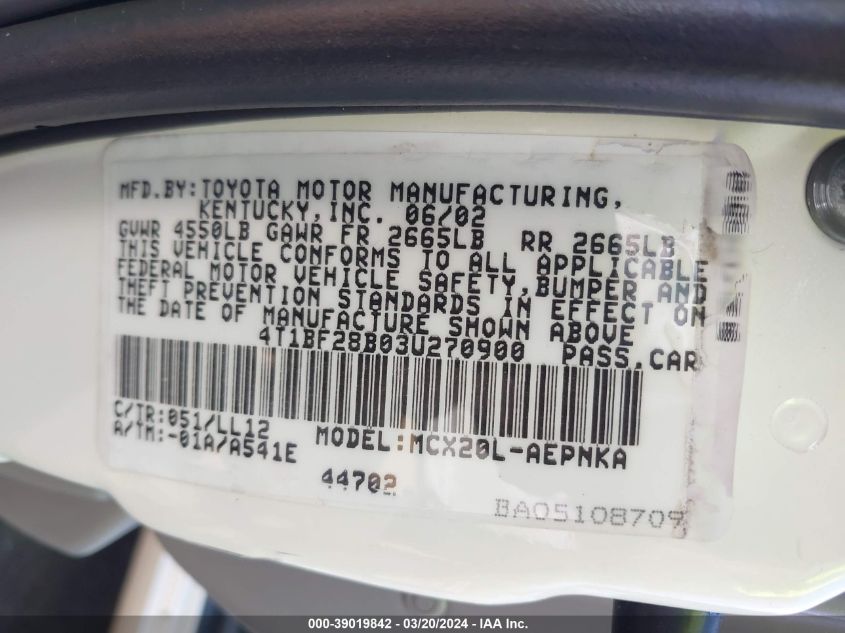 MFD.BY:TOYOTA MOTOR MANUFACTURING,
KENTUCKY,INC. 06/02
GVWR 4550LB GAWR FR 2665LB RR 2665LB
THIS VEHICLE CONFORMS TO ALL APPLICABLE
FEDERAL MOTOR VEHICLE SAFETY,BUMPER AND
THEFT PREVENTION STANDARDS IN EFFECT ON
THE DATE OF MANUFACTURE SHOWN ABOVE
4T1BF28B03U270900 PASS.CAR
C/TR:051/LL12
A/TM:-01A/A541E MODEL:MCX20L-AEPNKA
44702
BA05108709
000-39019842 - 03/20/2024 - IAA Inc.